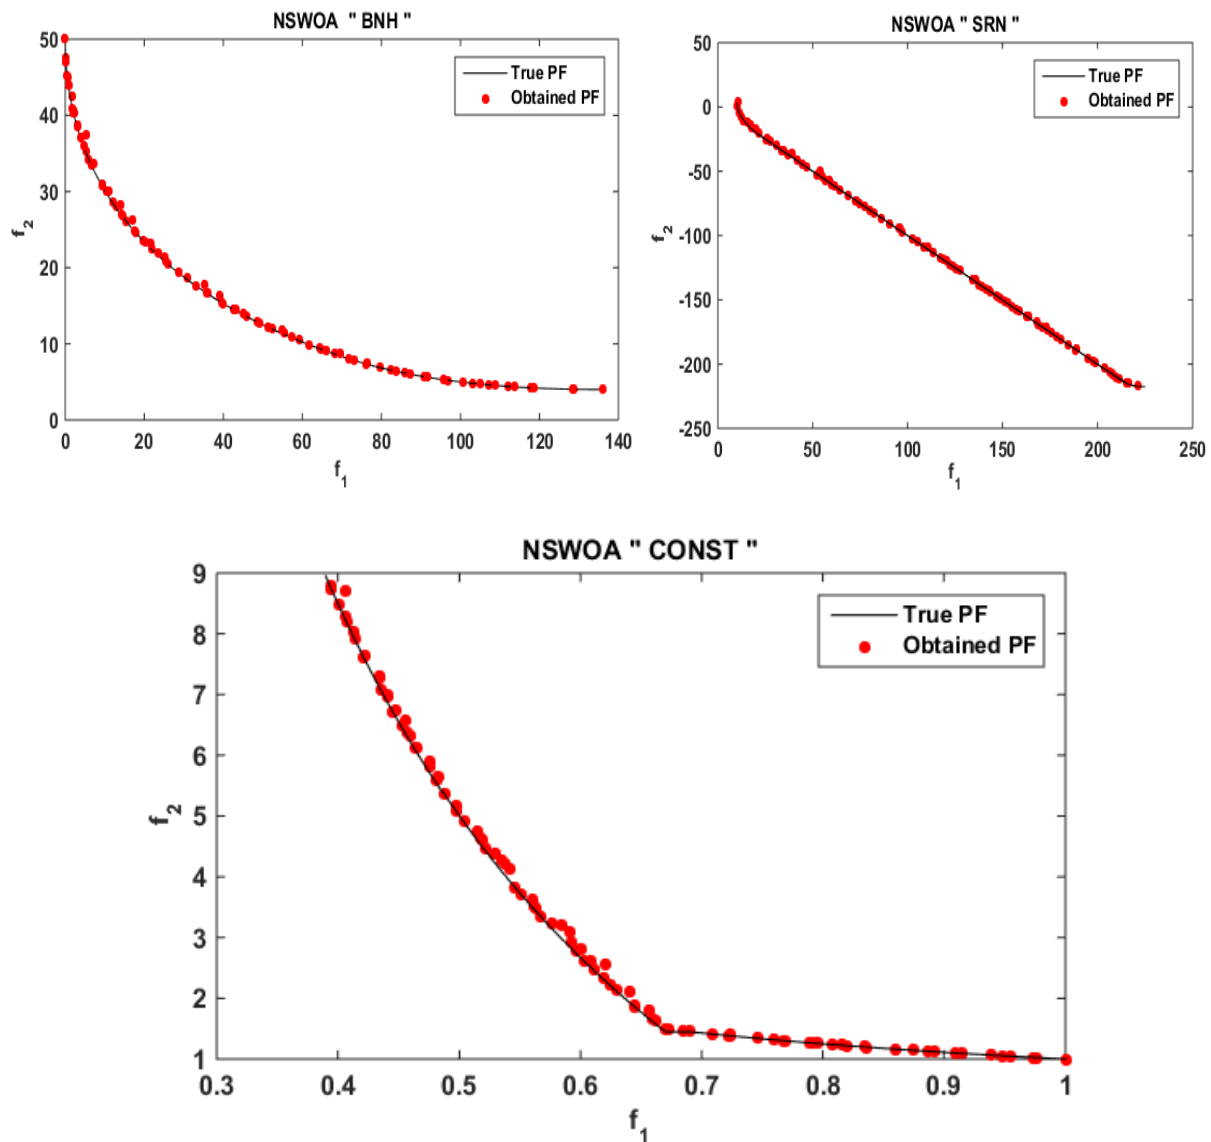 NSWOA " BNH "
50
40
30
20
10
0
f2
True PF
Obtained PF
0 20 40 60 80 100 120 140
f1
NSWOA " SRN "
50
0
-50
-100
-150
-200
-250
f2
True PF
Obtained PF
0 50 100 150 200 250
f1
NSWOA " CONST "
9
8
7
6
5
4
3
2
1
f2
True PF
Obtained PF
0.3 0.4 0.5 0.6 0.7 0.8 0.9 1
f1